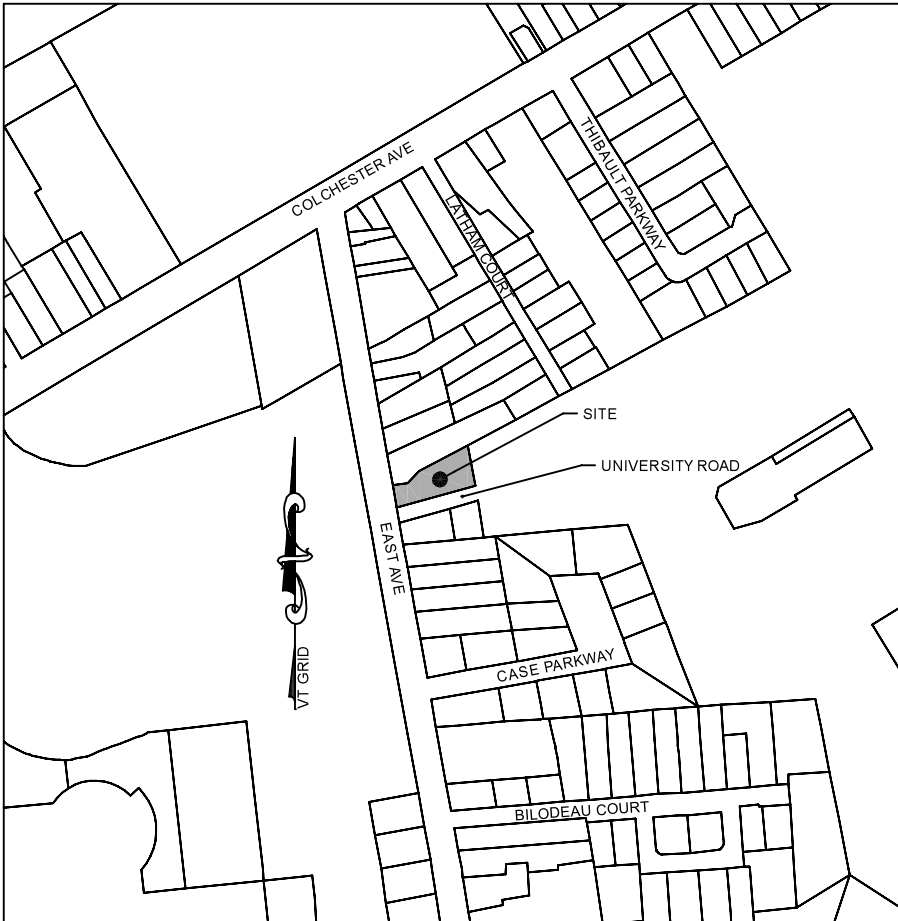 COLCHESTER AVE
THIBAULT PARKWAY
LATHAM COURT
SITE
UNIVERSITY ROAD
EAST AVE
VT GRID
CASE PARKWAY
BILODEAU COURT